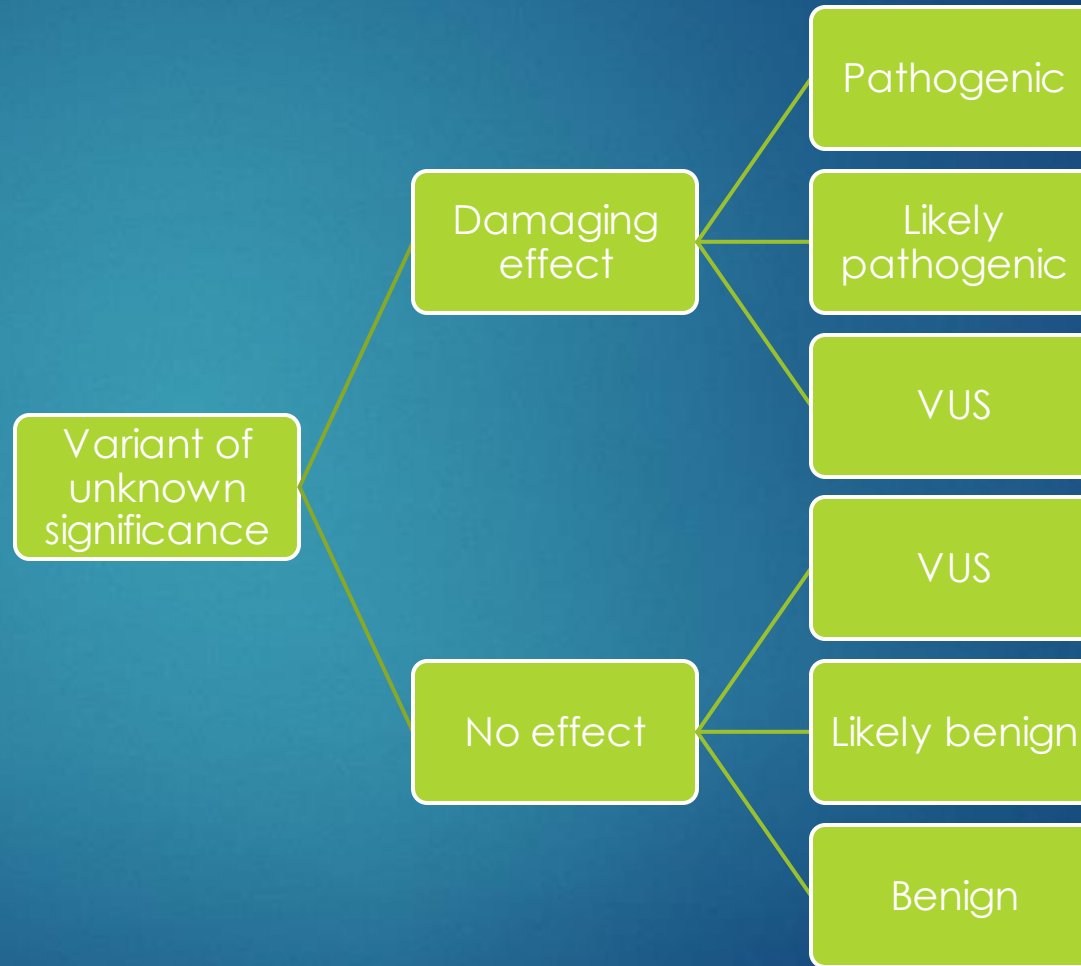 Variant of
unknown
significance
Damaging
effect
No effect
Pathogenic
Likely
pathogenic
VUS
VUS
Likely benign
Benign